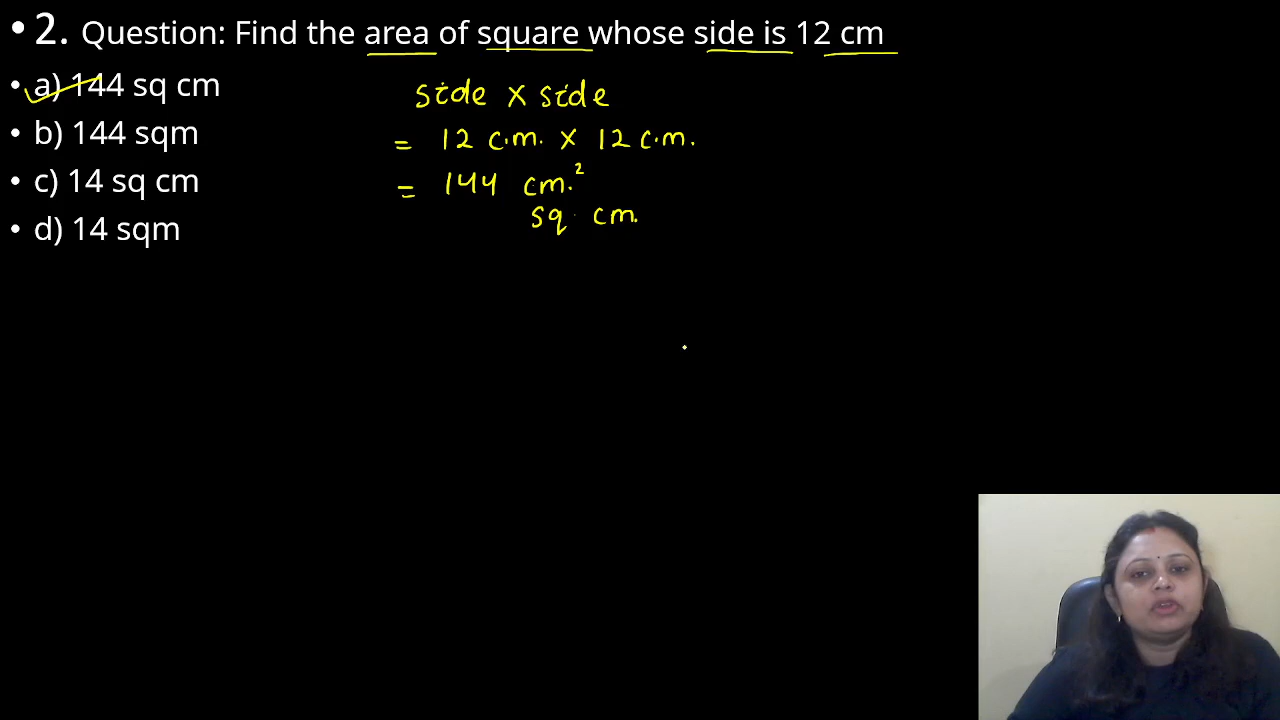 • 2. Question: Find the area of square whose side is 12 cm
• a) 144 sq cm
side x side
• b) 144 sqm
= 12 c.m. x 12 c.m.
• c) 14 sq cm
= 144 cm.²
sq cm.
• d) 14 sqm